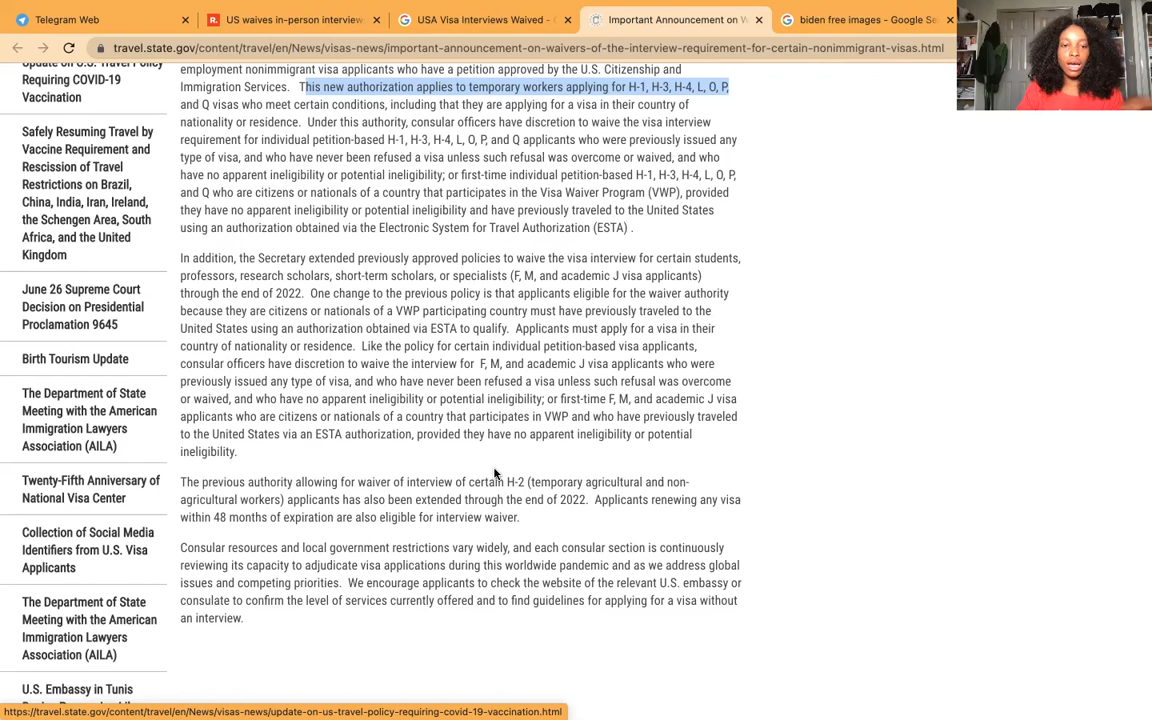 Telegram Web
US waives in-person interview
USA Visa Interviews Waived -
Important Announcement on W
biden free images - Google Se
travel.state.gov/content/travel/en/News/visas-news/important-announcement-on-waivers-of-the-interview-requirement-for-certain-nonimmigrant-visas.html
Update on U.S. Travel Policy
Requiring COVID-19
Vaccination
Safely Resuming Travel by
Vaccine Requirement and
Rescission of Travel
Restrictions on Brazil,
China, India, Iran, Ireland,
the Schengen Area, South
Africa, and the United
Kingdom
June 26 Supreme Court
Decision on Presidential
Proclamation 9645
Birth Tourism Update
The Department of State
Meeting with the American
Immigration Lawyers
Association (AILA)
Twenty-Fifth Anniversary of
National Visa Center
Collection of Social Media
Identifiers from U.S. Visa
Applicants
The Department of State
Meeting with the American
Immigration Lawyers
Association (AILA)
U.S. Embassy in Tunis
employment nonimmigrant visa applicants who have a petition approved by the U.S. Citizenship and
Immigration Services. This new authorization applies to temporary workers applying for H-1, H-3, H-4, L, O, P,
and Q visas who meet certain conditions, including that they are applying for a visa in their country of
nationality or residence. Under this authority, consular officers have discretion to waive the visa interview
requirement for individual petition-based H-1, H-3, H-4, L, O, P, and Q applicants who were previously issued any
type of visa, and who have never been refused a visa unless such refusal was overcome or waived, and who
have no apparent ineligibility or potential ineligibility; or first-time individual petition-based H-1, H-3, H-4, L, O, P,
and Q who are citizens or nationals of a country that participates in the Visa Waiver Program (VWP), provided
they have no apparent ineligibility or potential ineligibility and have previously traveled to the United States
using an authorization obtained via the Electronic System for Travel Authorization (ESTA) .
In addition, the Secretary extended previously approved policies to waive the visa interview for certain students,
professors, research scholars, short-term scholars, or specialists (F, M, and academic J visa applicants)
through the end of 2022. One change to the previous policy is that applicants eligible for the waiver authority
because they are citizens or nationals of a VWP participating country must have previously traveled to the
United States using an authorization obtained via ESTA to qualify. Applicants must apply for a visa in their
country of nationality or residence. Like the policy for certain individual petition-based visa applicants,
consular officers have discretion to waive the interview for F, M, and academic J visa applicants who were
previously issued any type of visa, and who have never been refused a visa unless such refusal was overcome
or waived, and who have no apparent ineligibility or potential ineligibility; or first-time F, M, and academic J visa
applicants who are citizens or nationals of a country that participates in VWP and who have previously traveled
to the United States via an ESTA authorization, provided they have no apparent ineligibility or potential
ineligibility.
The previous authority allowing for waiver of interview of certain H-2 (temporary agricultural and non-
agricultural workers) applicants has also been extended through the end of 2022. Applicants renewing any visa
within 48 months of expiration are also eligible for interview waiver.
Consular resources and local government restrictions vary widely, and each consular section is continuously
reviewing its capacity to adjudicate visa applications during this worldwide pandemic and as we address global
issues and competing priorities. We encourage applicants to check the website of the relevant U.S. embassy or
consulate to confirm the level of services currently offered and to find guidelines for applying for a visa without
an interview.
https://travel.state.gov/content/travel/en/News/visas-news/update-on-us-travel-policy-requiring-covid-19-vaccination.html